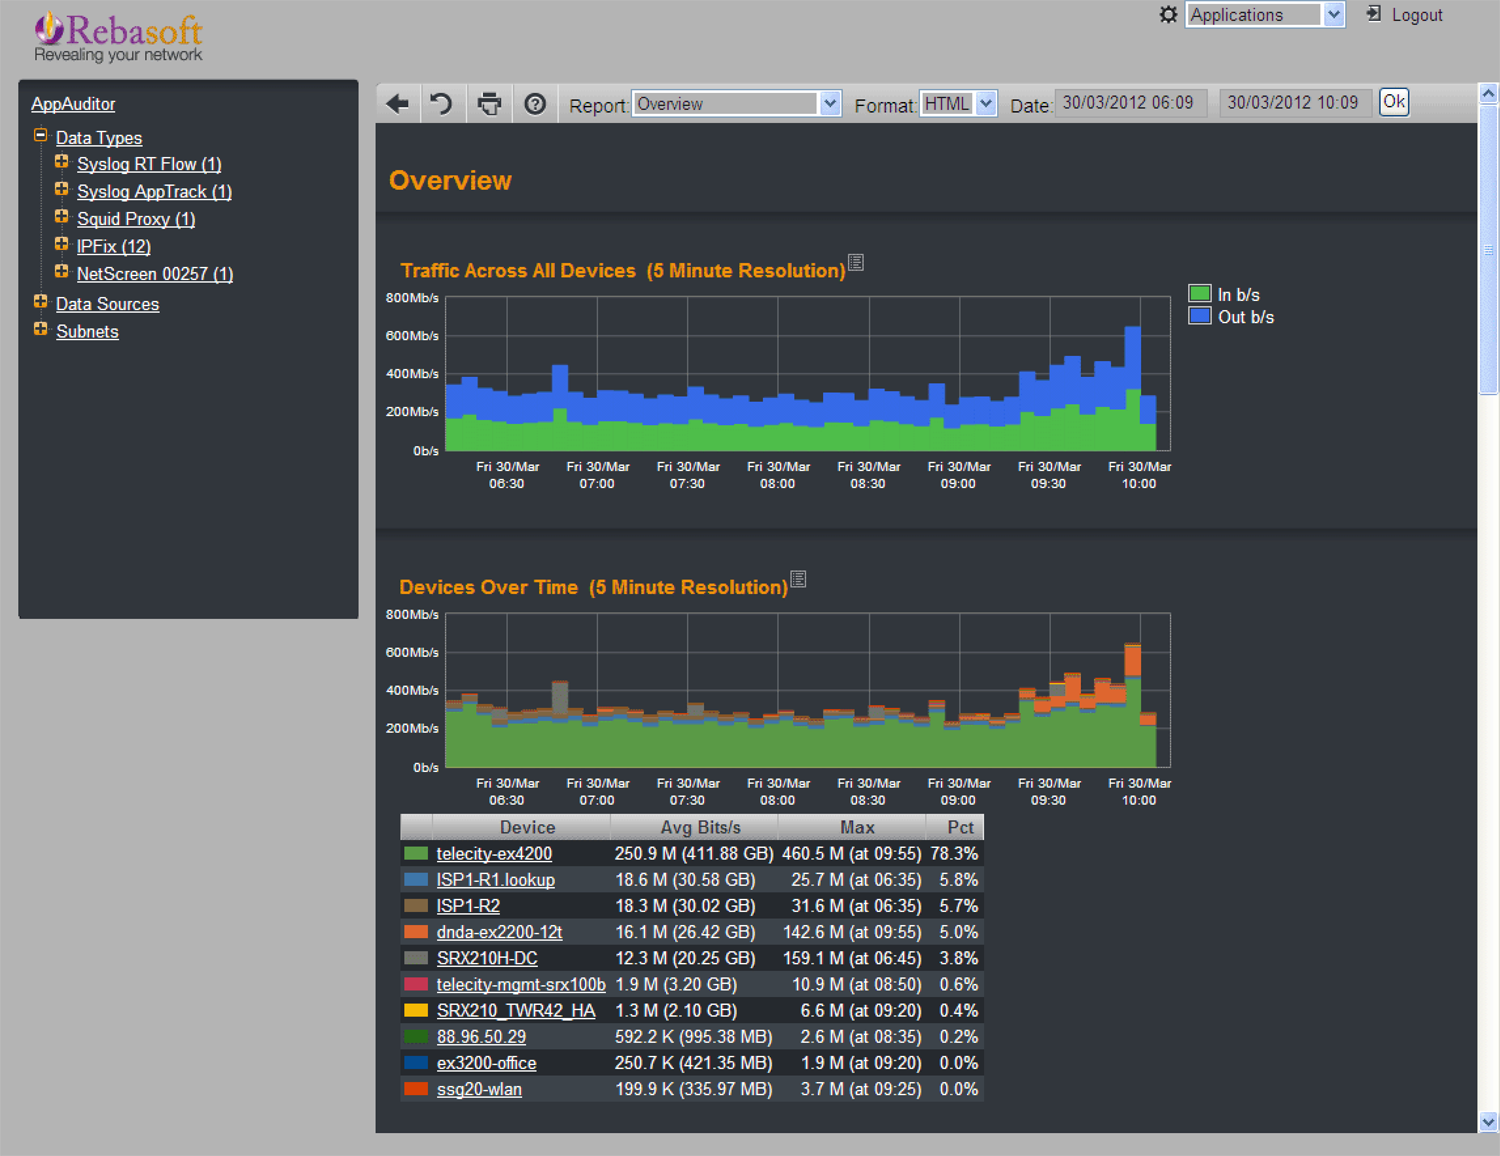 Applications Logout
Rebasoft
Revealing your network
AppAuditor
Data Types
Syslog RT Flow (1)
Syslog AppTrack (1)
Squid Proxy (1)
IPFix (12)
NetScreen 00257 (1)
Data Sources
Subnets
Report: Overview Format: HTML Date: 30/03/2012 06:09 30/03/2012 10:09 Ok
Overview
Traffic Across All Devices (5 Minute Resolution)
800Mb/s
600Mb/s
400Mb/s
200Mb/s
0b/s
Fri 30/Mar Fri 30/Mar Fri 30/Mar Fri 30/Mar Fri 30/Mar Fri 30/Mar Fri 30/Mar Fri 30/Mar
06:30 07:00 07:30 08:00 08:30 09:00 09:30 10:00
In b/s
Out b/s
Devices Over Time (5 Minute Resolution)
800Mb/s
600Mb/s
400Mb/s
200Mb/s
0b/s
Fri 30/Mar Fri 30/Mar Fri 30/Mar Fri 30/Mar Fri 30/Mar Fri 30/Mar Fri 30/Mar Fri 30/Mar
06:30 07:00 07:30 08:00 08:30 09:00 09:30 10:00
Device Avg Bits/s Max Pct
telecity-ex4200 250.9 M (411.88 GB) 460.5 M (at 09:55) 78.3%
ISP1-R1.lookup 18.6 M (30.58 GB) 25.7 M (at 06:35) 5.8%
ISP1-R2 18.3 M (30.02 GB) 31.6 M (at 06:35) 5.7%
dnda-ex2200-12t 16.1 M (26.42 GB) 142.6 M (at 09:55) 5.0%
SRX210H-DC 12.3 M (20.25 GB) 159.1 M (at 06:45) 3.8%
telecity-mgmt-srx100b 1.9 M (3.20 GB) 10.9 M (at 08:50) 0.6%
SRX210_TWR42_HA 1.3 M (2.10 GB) 6.6 M (at 09:20) 0.4%
88.96.50.29 592.2 K (995.38 MB) 2.6 M (at 08:35) 0.2%
ex3200-office 250.7 K (421.35 MB) 1.9 M (at 09:20) 0.0%
ssg20-wlan 199.9 K (335.97 MB) 3.7 M (at 09:25) 0.0%